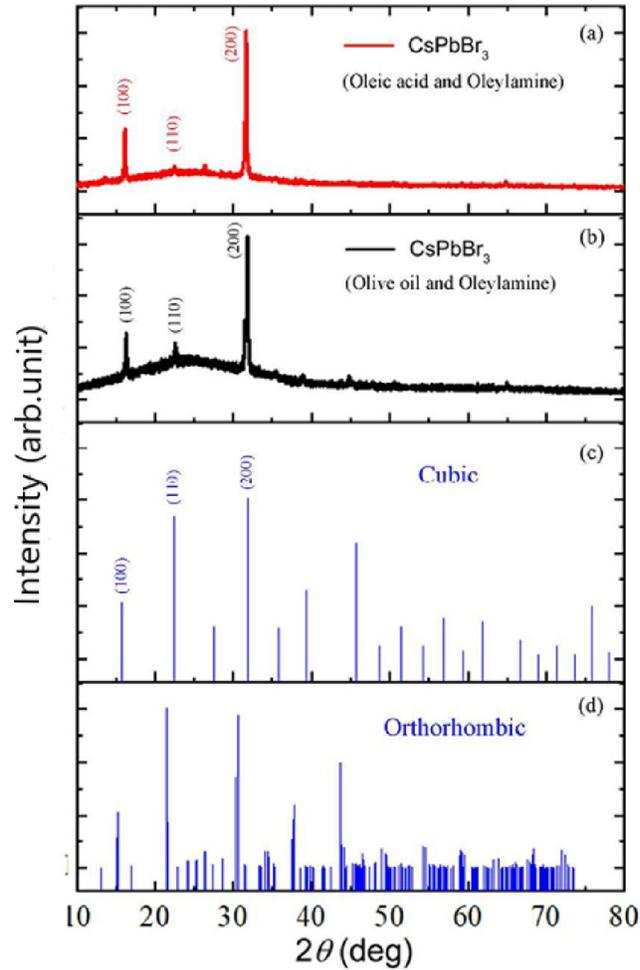 (a)
(200)
CsPbBr3
(Oleic acid and Oleylamine)
(100)
(110)
(b)
(200)
CsPbBr3
(Olive oil and Oleylamine)
(100)
(110)
Intensity (arb.unit)
(c)
Cubic
(200)
(110)
(100)
(d)
Orthorhombic
10 20 30 40 50 60 70 80
2θ (deg)